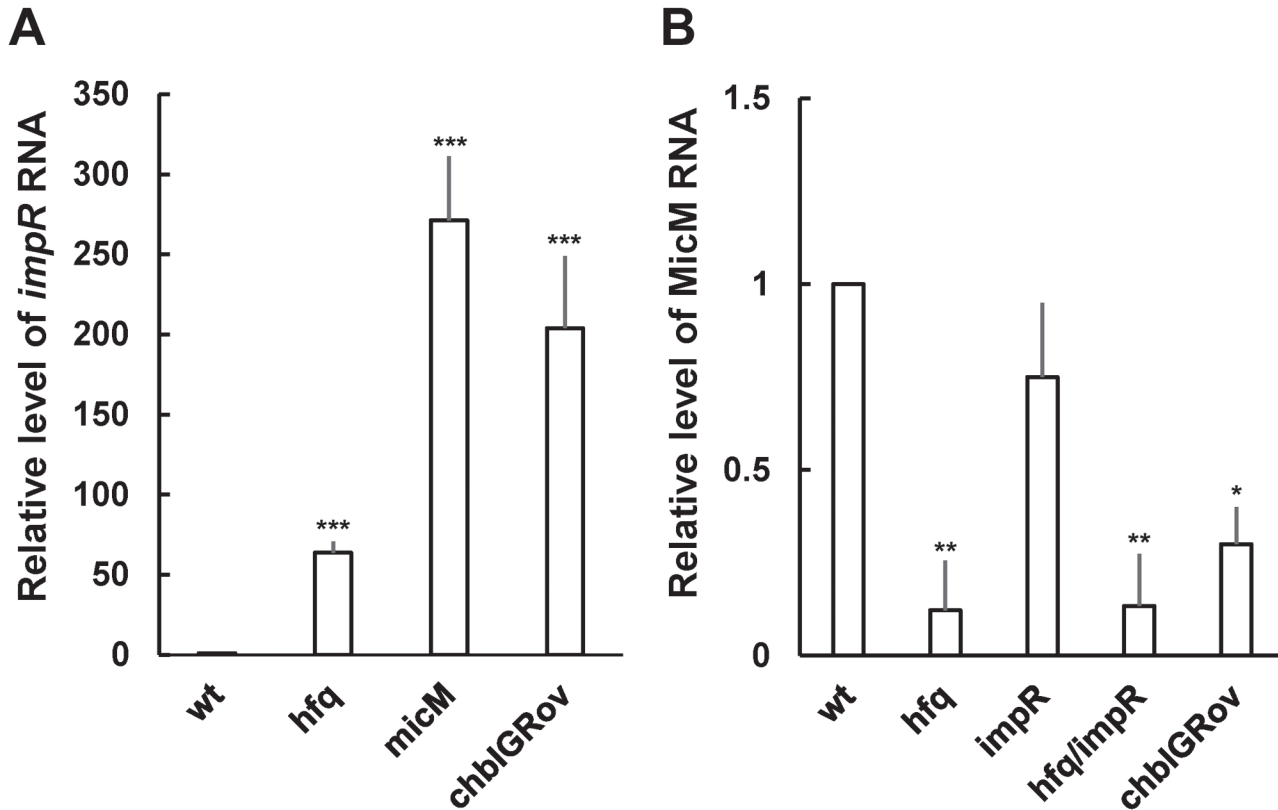 A
Relative level of impR RNA
350
300
250
200
150
100
50
0
***
***
***
wt
hfq
micM
chbIGRov
B
Relative level of MicM RNA
1.5
1
0.5
0
**
**
*
wt
hfq
impR
hfq/impR
chbIGRov